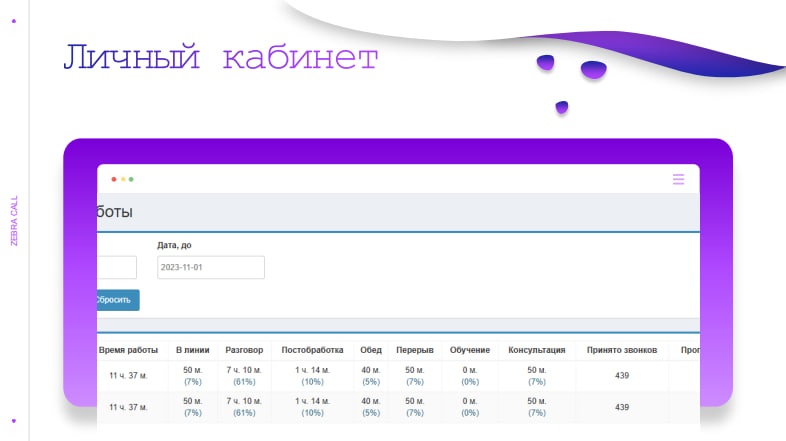 Личный кабинет
ZEBRA CALL
боты
Дата, до
2023-11-01
Сбросить
Время работы В линии Разговор Постобработка Обед Перерыв Обучение Консультация Принято звонков
11 ч. 37 м. 50 м. 7 ч. 10 м. 1 ч. 14 м. 40 м. 50 м. 0 м. 50 м. 439
(7%) (61%) (10%) (5%) (7%) (0%) (7%)
11 ч. 37 м. 50 м. 7 ч. 10 м. 1 ч. 14 м. 40 м. 50 м. 0 м. 50 м. 439
(7%) (61%) (10%) (5%) (7%) (0%) (7%)